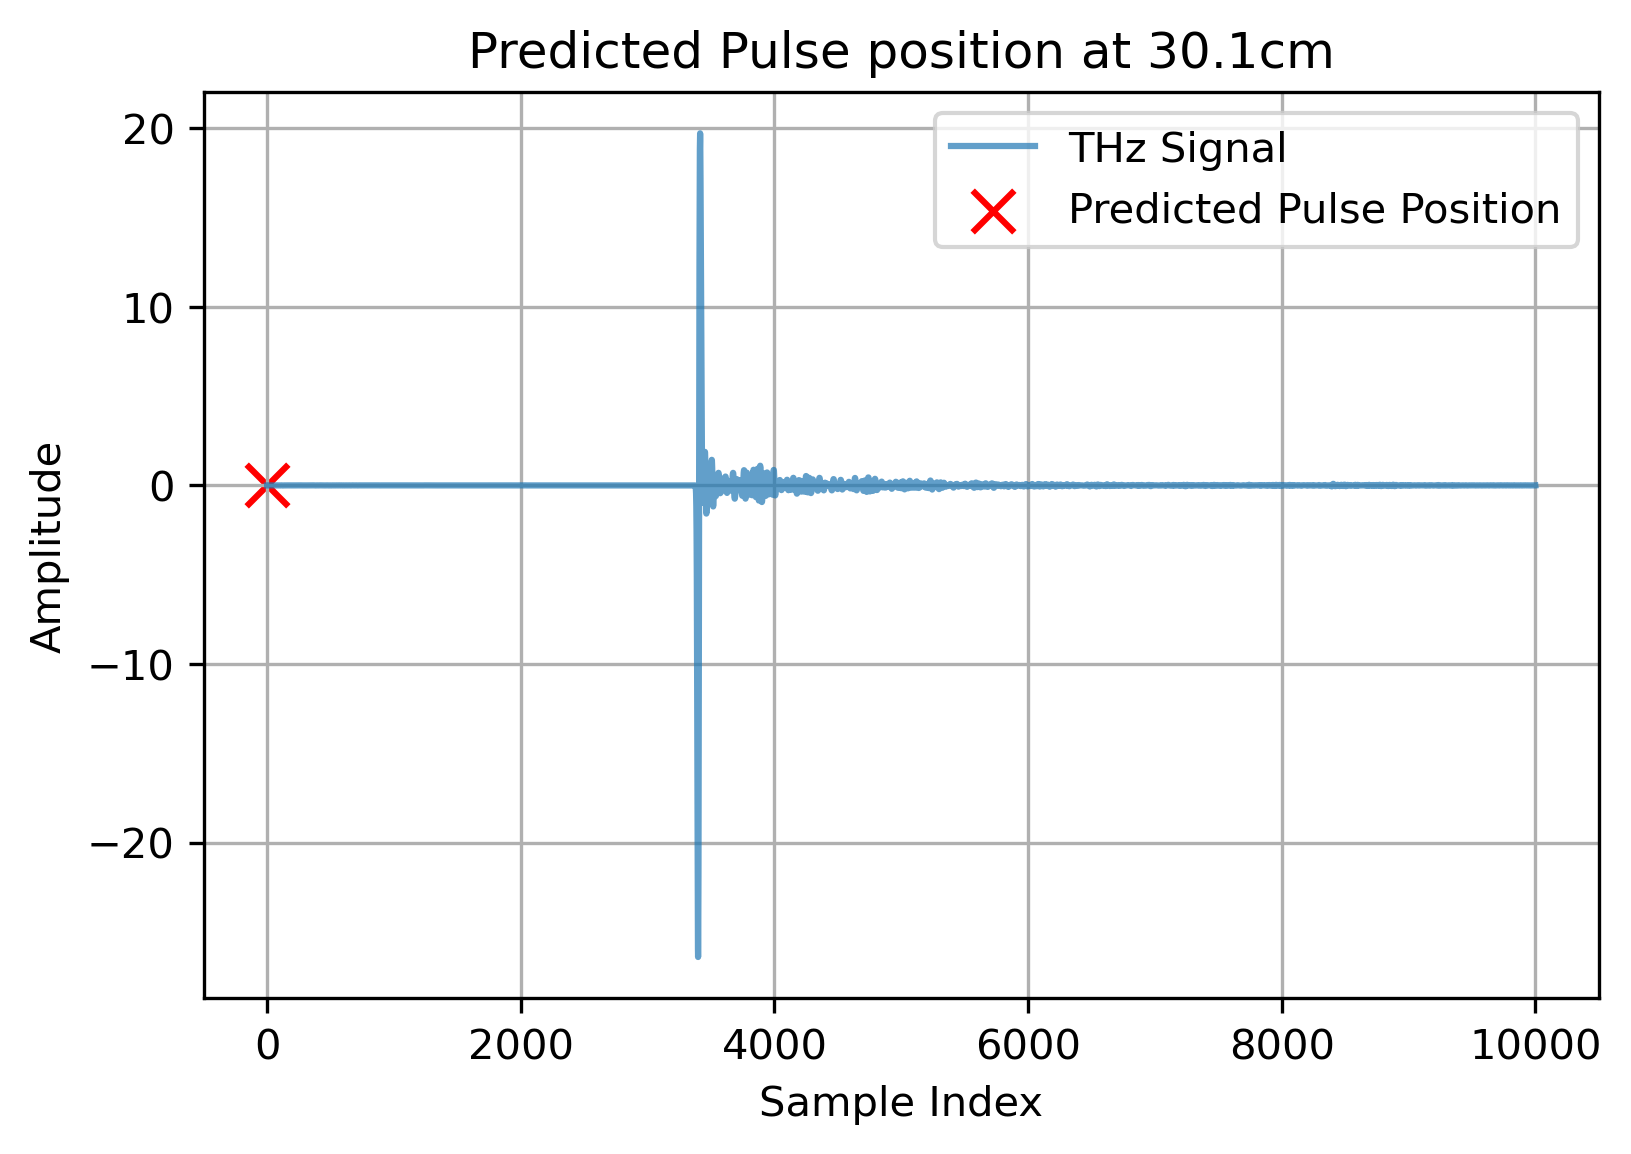 Predicted Pulse position at 30.1cm
THz Signal
Predicted Pulse Position
Amplitude
20
10
0
−10
−20
0 2000 4000 6000 8000 10000
Sample Index